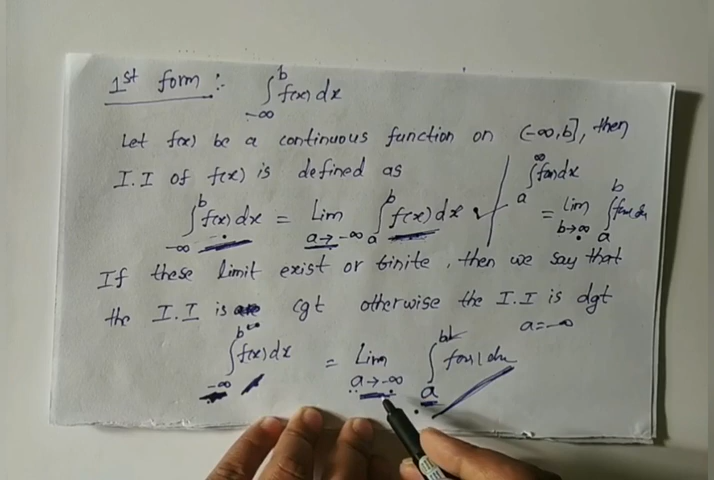 1st form :- ∫_{-∞}^{b} f(x) dx
Let f(x) be a continuous function on (-∞, b], then
I.I of f(x) is defined as
∫_{-∞}^{b} f(x) dx = Lim_{a→-∞} ∫_{a}^{b} f(x) dx ✓
∫_{a}^{∞} f(x) dx
= lim_{b→∞} ∫_{a}^{b} f(x) dx
If these limit exist or finite, then we say that
the I.I is cgt otherwise the I.I is dgt
a=-∞
∫_{-∞}^{b} f(x) dx = Lim_{a→-∞} ∫_{a}^{b} f(x) dx